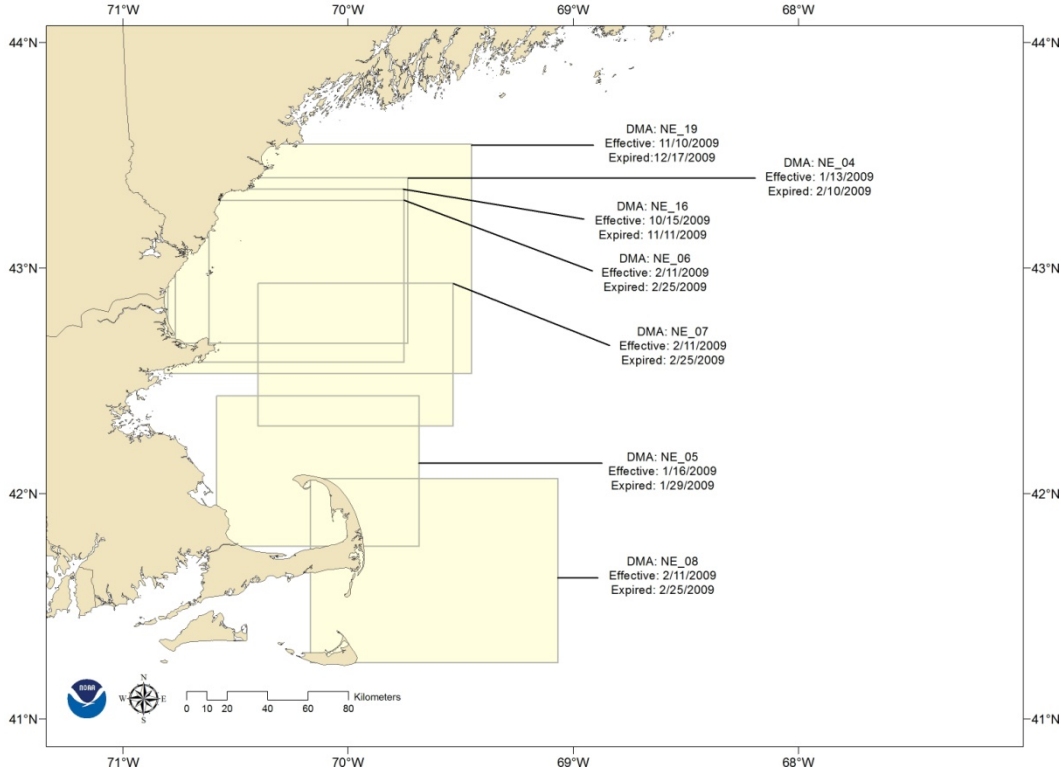 71°W 70°W 69°W 68°W
44°N 44°N
DMA: NE_19
Effective: 11/10/2009
Expired:12/17/2009
DMA: NE_04
Effective: 1/13/2009
Expired: 2/10/2009
DMA: NE_16
Effective: 10/15/2009
Expired: 11/11/2009
DMA: NE_06
Effective: 2/11/2009
Expired: 2/25/2009
43°N 43°N
DMA: NE_07
Effective: 2/11/2009
Expired: 2/25/2009
DMA: NE_05
Effective: 1/16/2009
Expired: 1/29/2009
42°N 42°N
DMA: NE_08
Effective: 2/11/2009
Expired: 2/25/2009
NOAA
N
W E
S
Kilometers
0 10 20 40 60 80
41°N 41°N
71°W 70°W 69°W 68°W